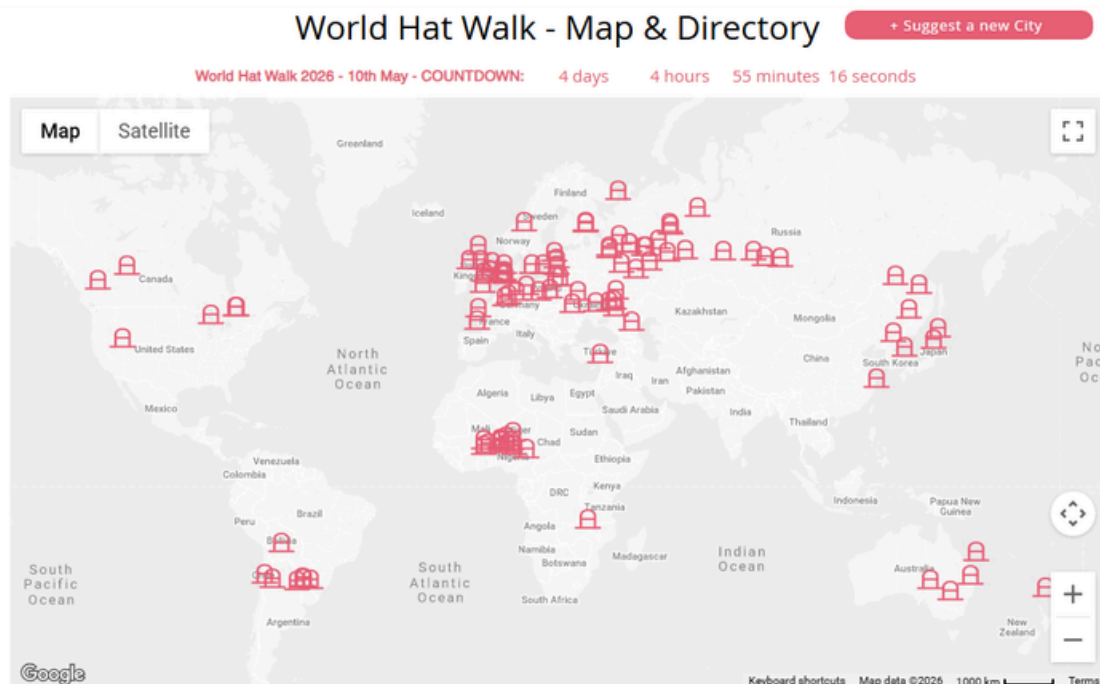 World Hat Walk - Map & Directory
+ Suggest a new City
World Hat Walk 2026 - 10th May - COUNTDOWN: 4 days 4 hours 55 minutes 16 seconds
Map Satellite
Greenland
Finland
Iceland
Sweden
Russia
Norway
Canada
Germany
Kazakhstan
Mongolia
France
Italy
Spain
United States
North
Atlantic
Ocean
Türkiye
China
South Korea
Japan
No
Pac
Oc
Iraq
Iran
Afghanistan
Pakistan
Algeria
Libya
Egypt
Saudi Arabia
India
Mexico
Thailand
Mali
Chad
Sudan
Nigeria
Ethiopia
Venezuela
Colombia
Kenya
DRC
Tanzania
Indonesia
Papua New
Guinea
Peru
Brazil
Angola
Bolivia
Namibia
Botswana
Madagascar
Indian
Ocean
South
Pacific
Ocean
South
Atlantic
Ocean
Australia
South Africa
Argentina
New
Zealand
Google
Keyboard shortcuts Map data ©2026 1000 km Terms